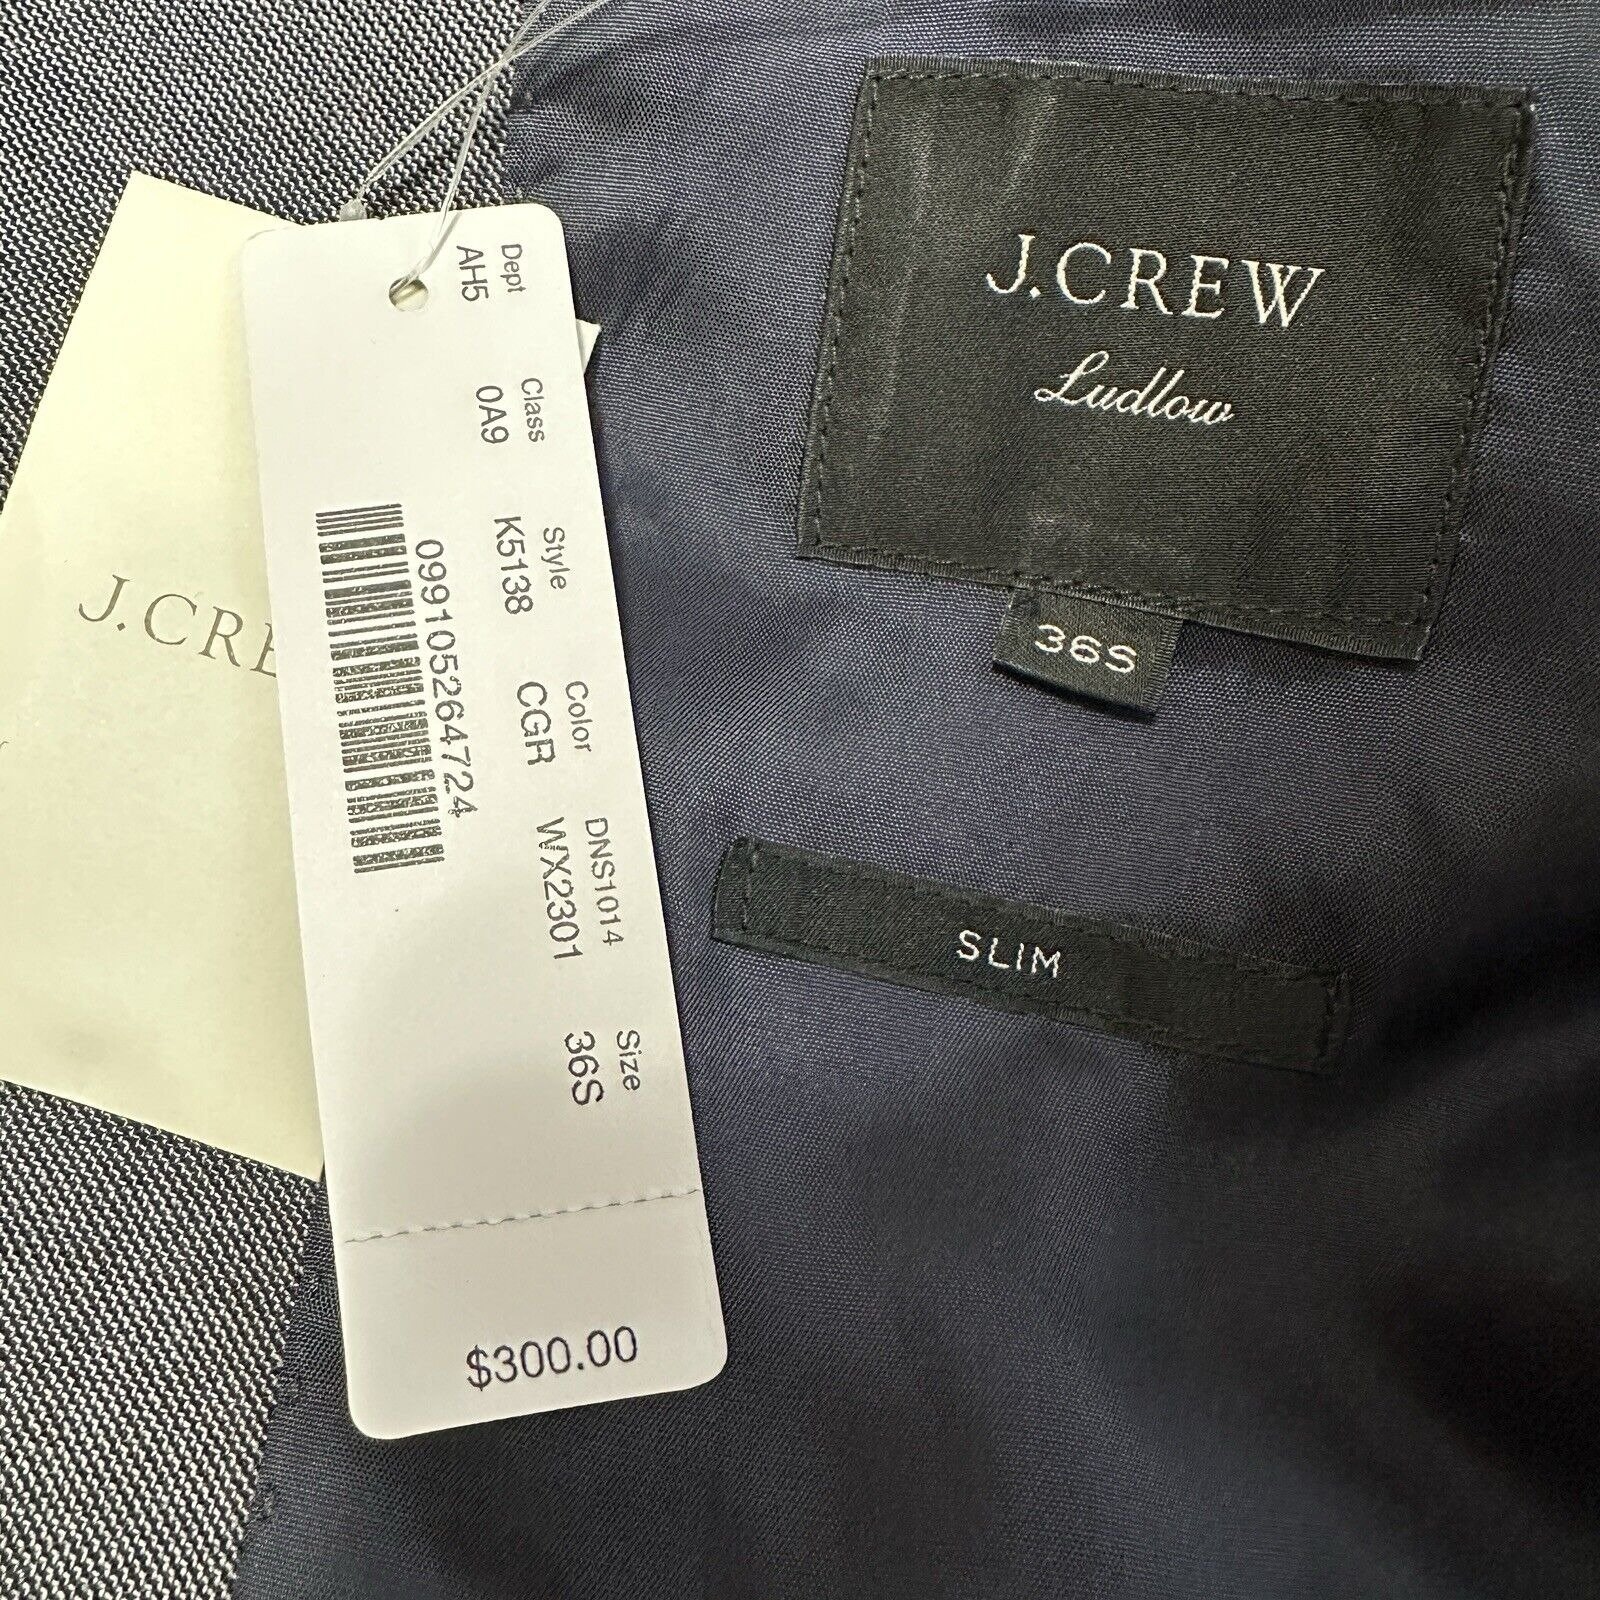 J.CREW
Ludlow
36S
SLIM
J.CRE
Dept Class Style Color DNS1014 Size
AH5 0A9 K5138 CGR WX2301 36S
099105264724
$300.00